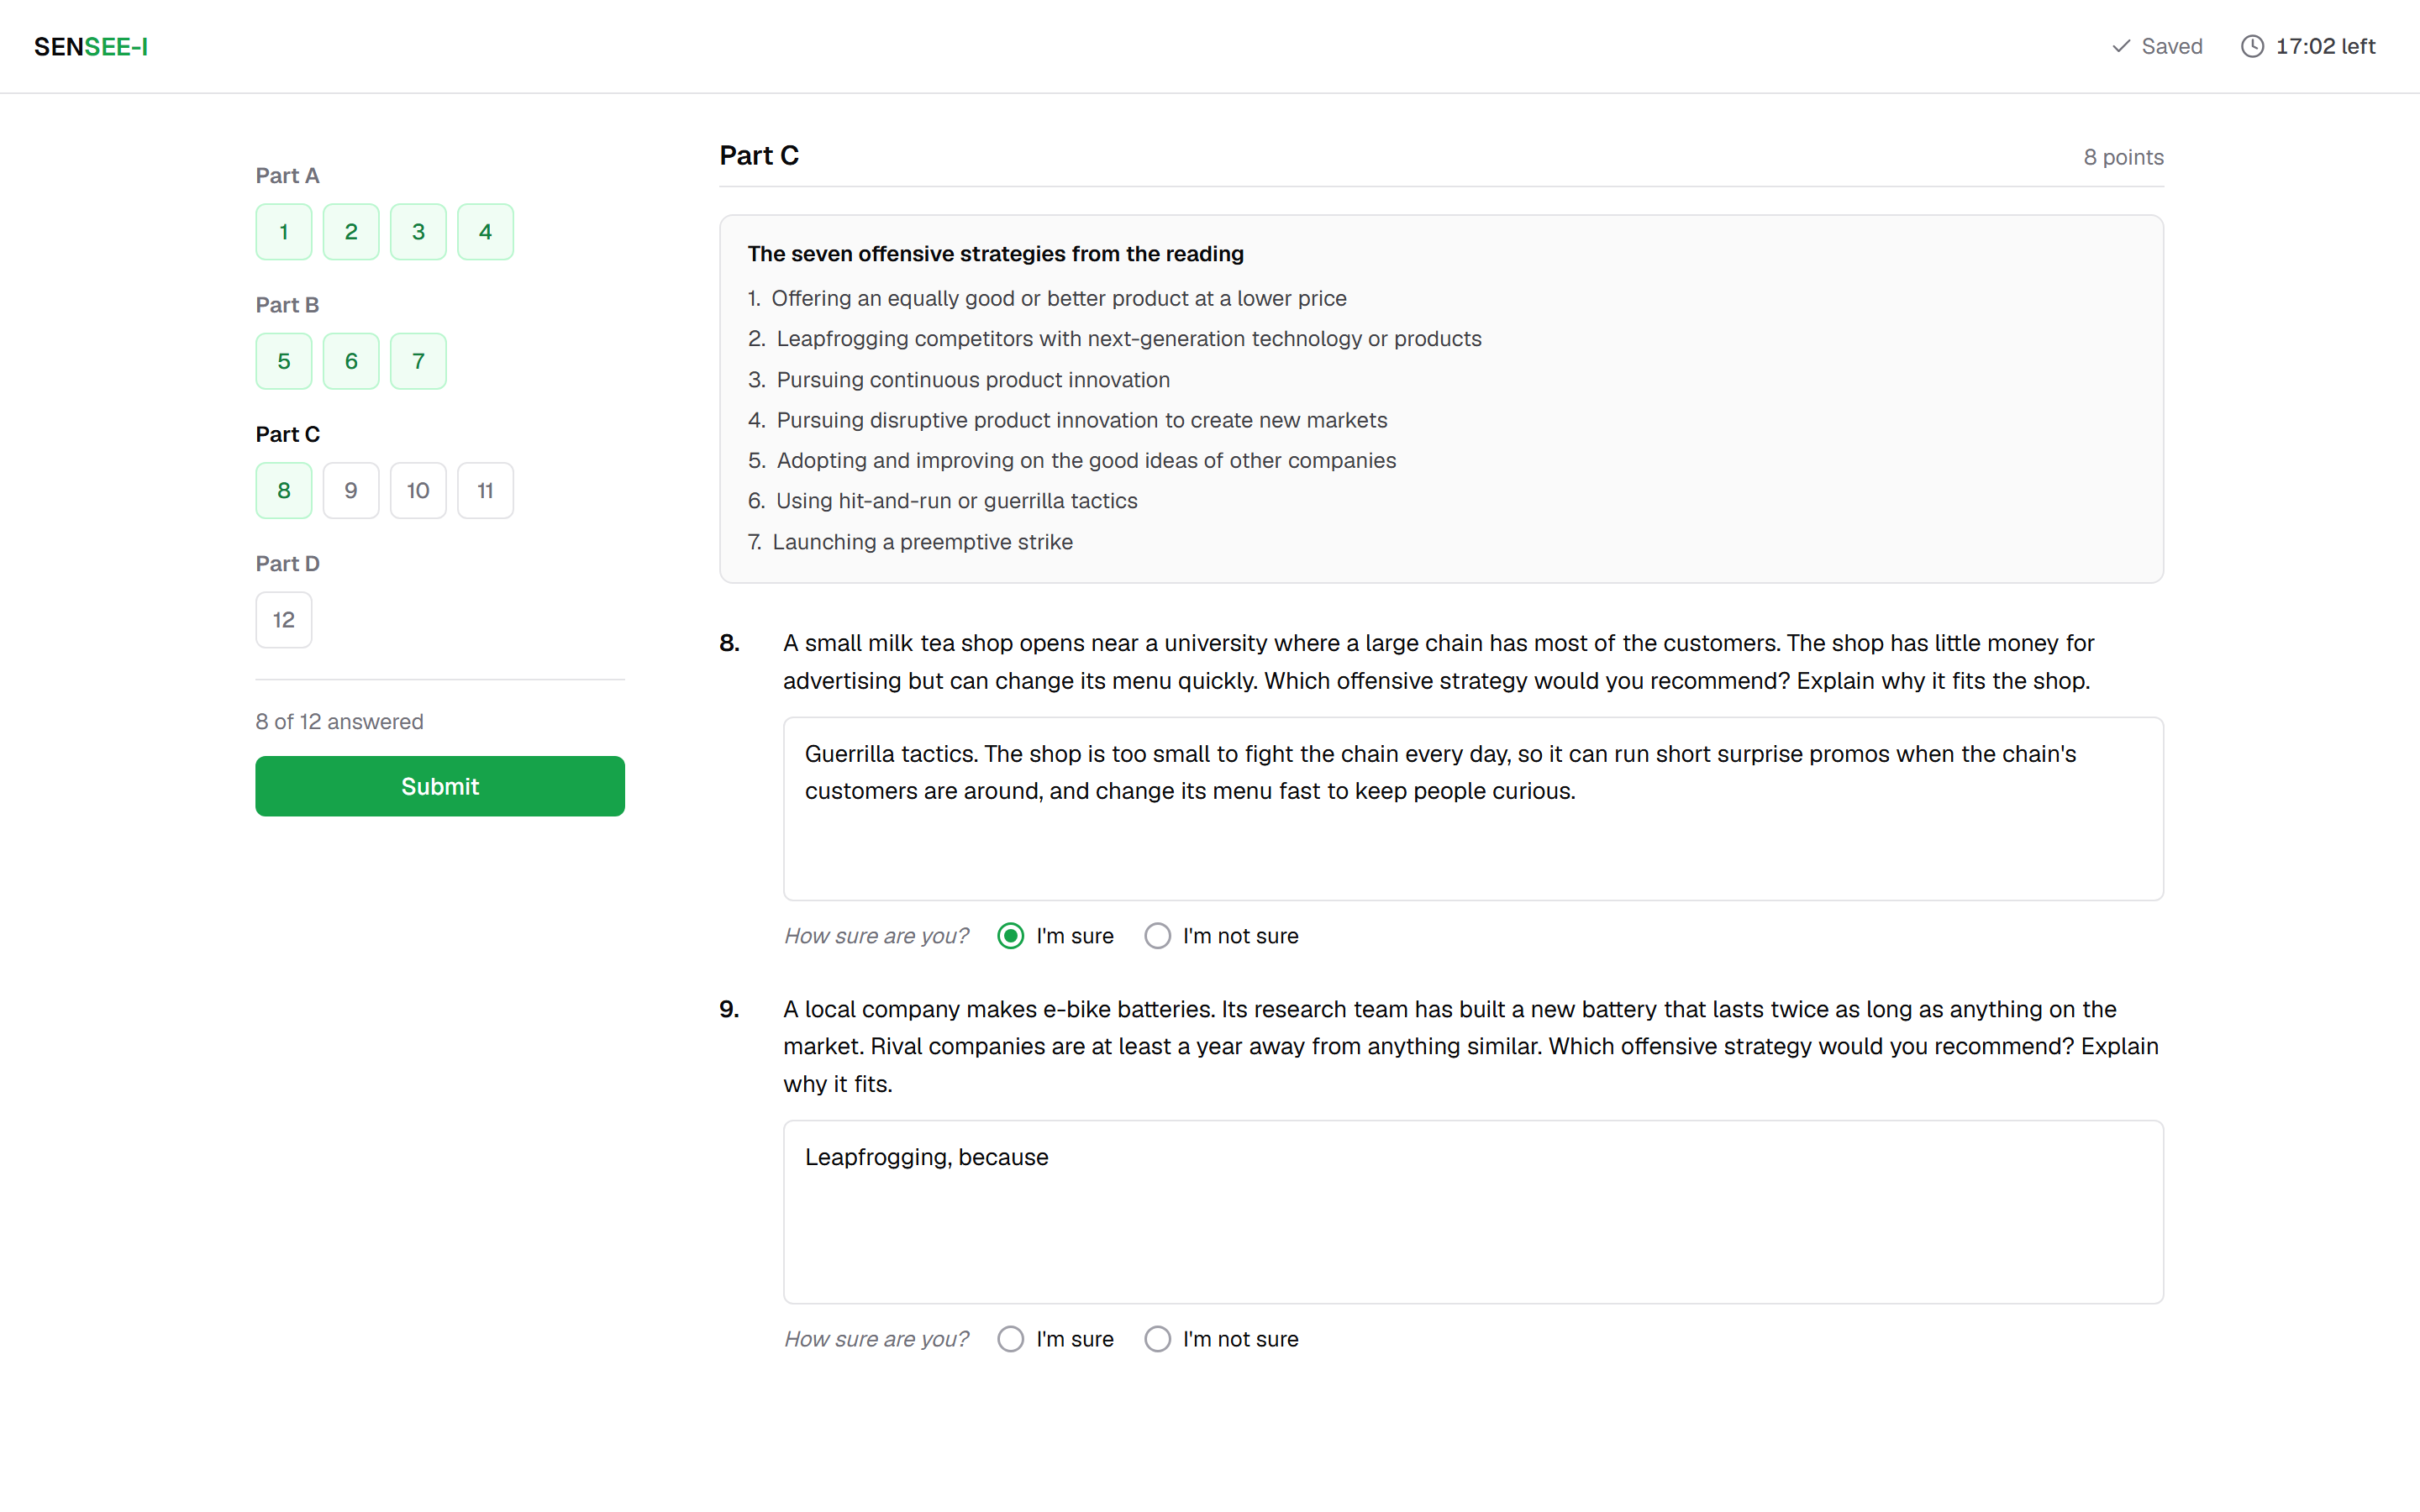 SENSEE-I
Saved
17:02 left
Part A
1 2 3 4
Part B
5 6 7
Part C
8 9 10 11
Part D
12
8 of 12 answered
Submit
Part C
8 points
The seven offensive strategies from the reading
1. Offering an equally good or better product at a lower price
2. Leapfrogging competitors with next-generation technology or products
3. Pursuing continuous product innovation
4. Pursuing disruptive product innovation to create new markets
5. Adopting and improving on the good ideas of other companies
6. Using hit-and-run or guerrilla tactics
7. Launching a preemptive strike
8. A small milk tea shop opens near a university where a large chain has most of the customers. The shop has little money for
advertising but can change its menu quickly. Which offensive strategy would you recommend? Explain why it fits the shop.
Guerrilla tactics. The shop is too small to fight the chain every day, so it can run short surprise promos when the chain's
customers are around, and change its menu fast to keep people curious.
How sure are you? I'm sure I'm not sure
9. A local company makes e-bike batteries. Its research team has built a new battery that lasts twice as long as anything on the
market. Rival companies are at least a year away from anything similar. Which offensive strategy would you recommend? Explain
why it fits.
Leapfrogging, because
How sure are you? I'm sure I'm not sure